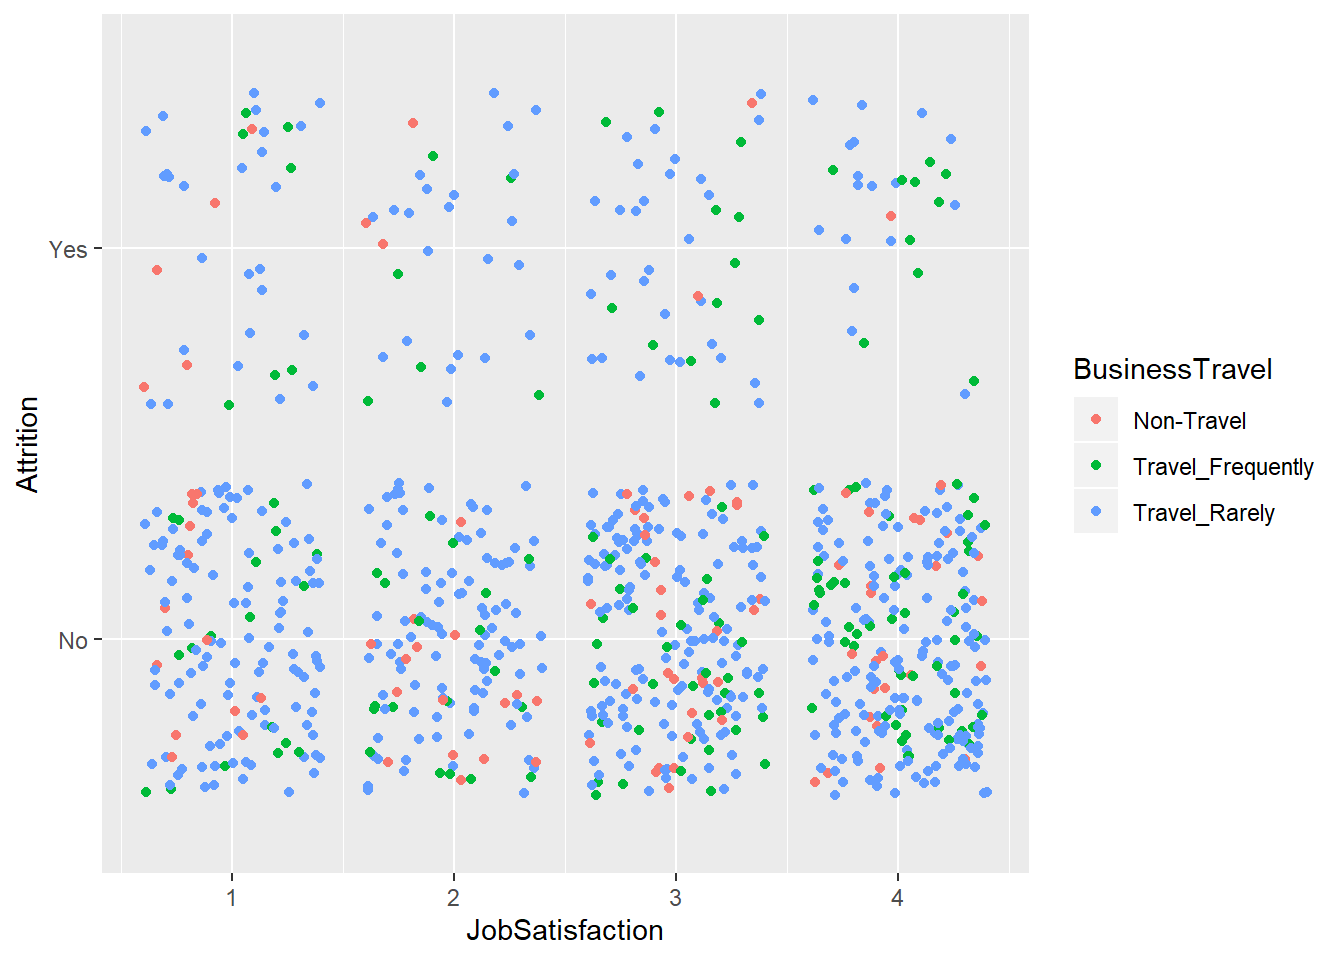 Yes
No
Attrition
1 2 3 4
JobSatisfaction
BusinessTravel
Non-Travel
Travel_Frequently
Travel_Rarely